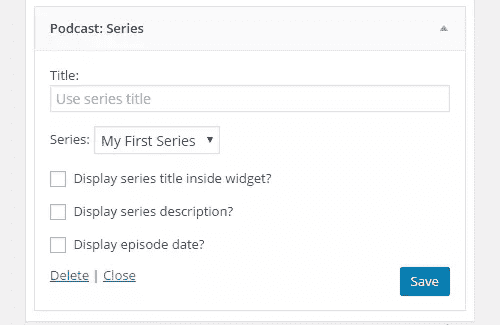 Podcast: Series
Title:
Use series title
Series: My First Series
Display series title inside widget?
Display series description?
Display episode date?
Delete | Close
Save